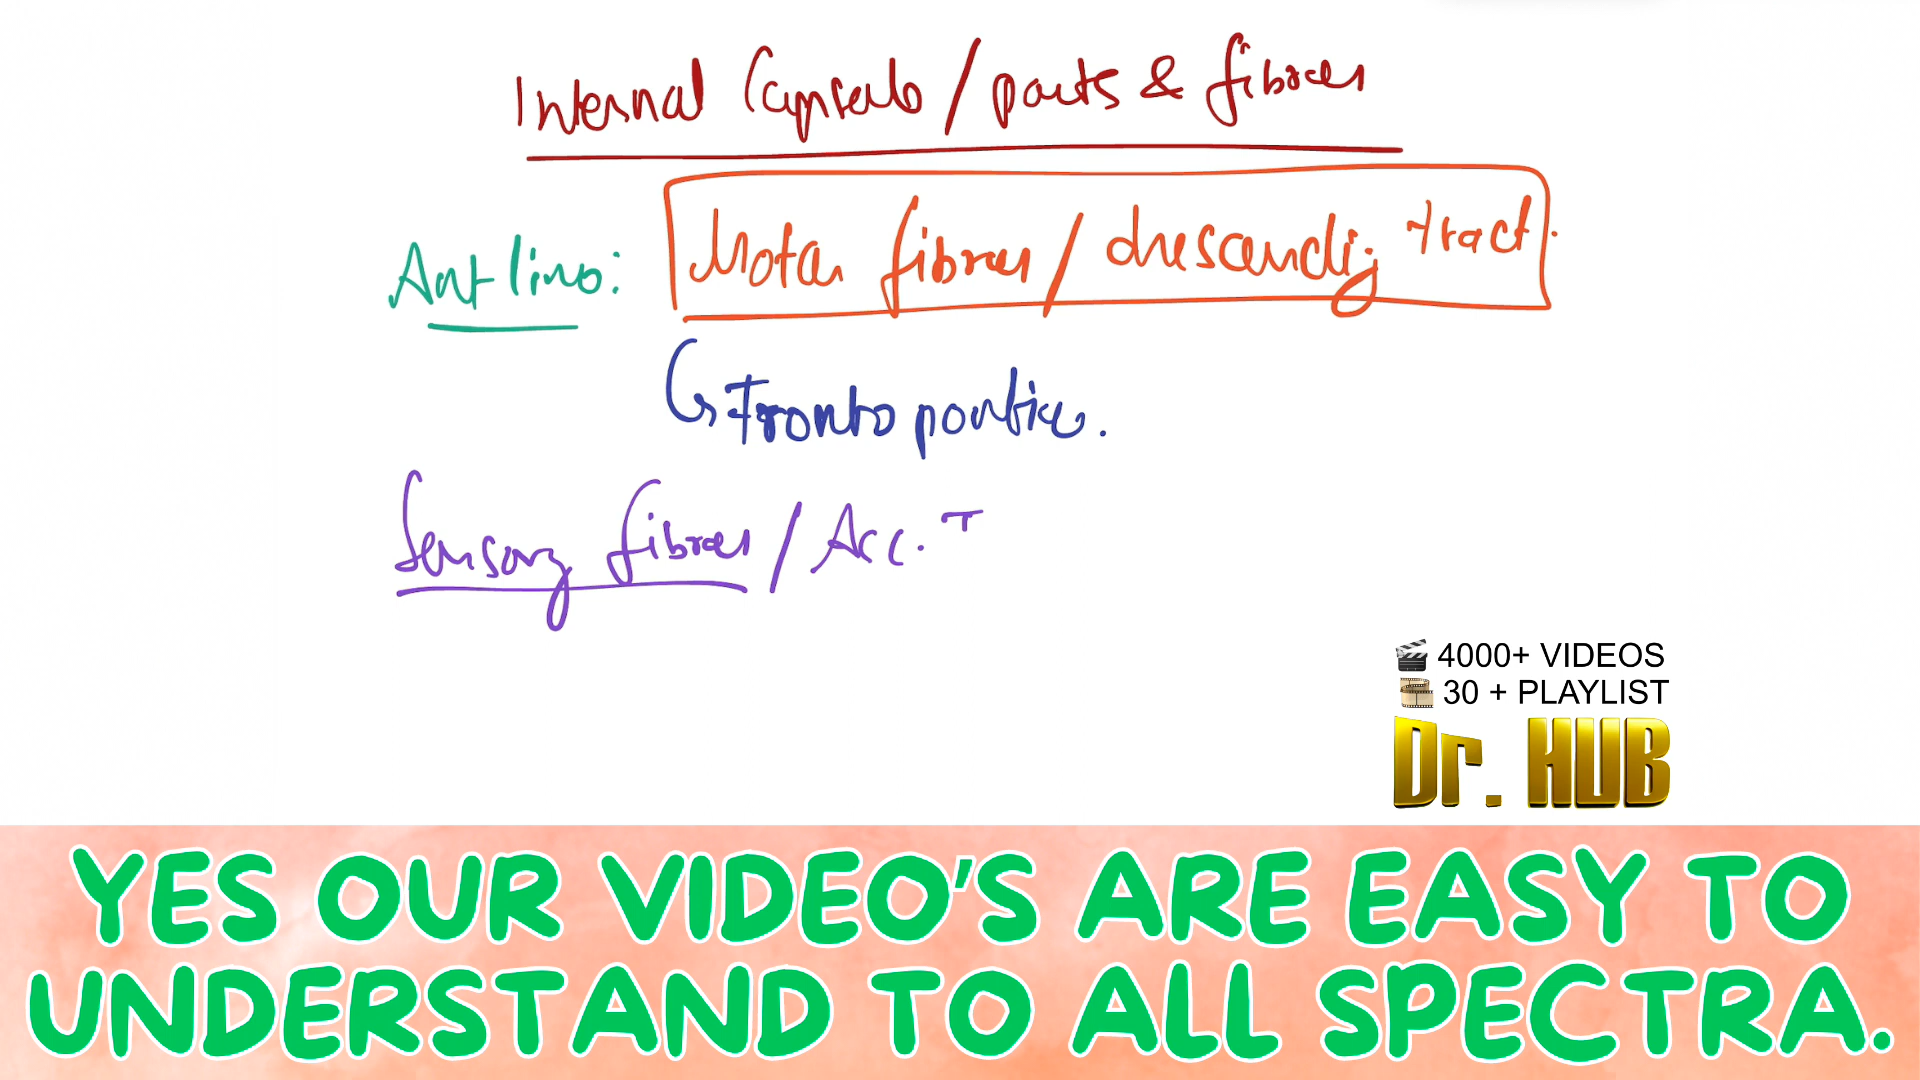 Internal Capsule / parts & fibres
Ant limb: Motor fibres / descending tract.
Fronto pontine.
Sensory fibres / Acc. T
4000+ VIDEOS
30 + PLAYLIST
Dr. HUB
YES OUR VIDEO'S ARE EASY TO
UNDERSTAND TO ALL SPECTRA.